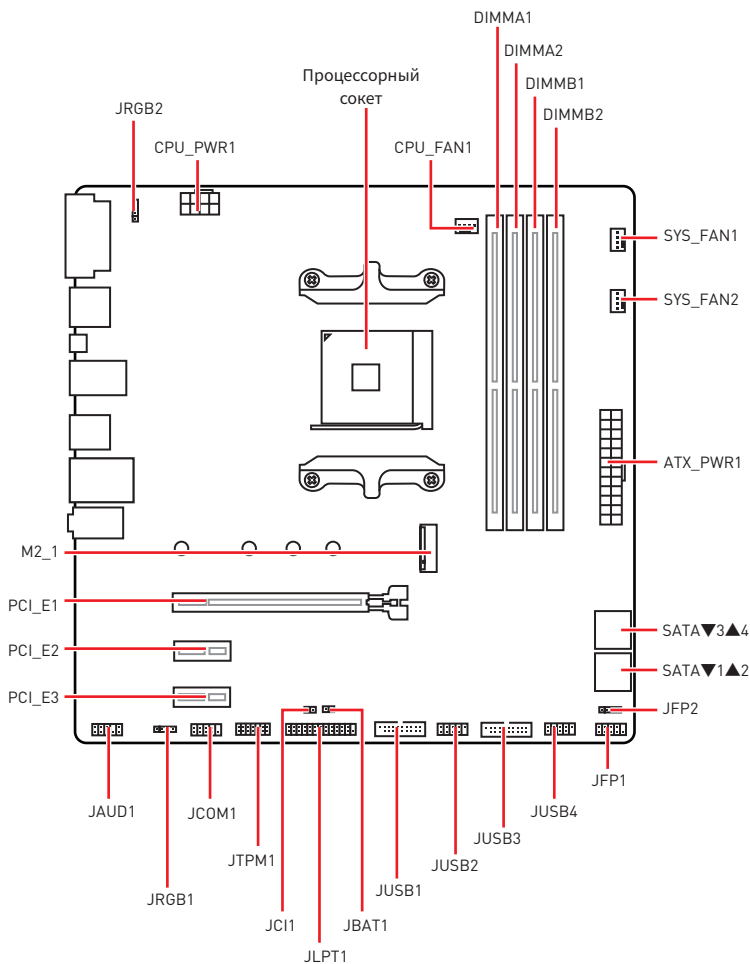 DIMMA1
DIMMA2
Процессорный
сокет
DIMMB1
JRGB2
DIMMB2
CPU_PWR1
CPU_FAN1
SYS_FAN1
SYS_FAN2
ATX_PWR1
M2_1
PCI_E1
SATA▼3▲4
PCI_E2
SATA▼1▲2
PCI_E3
JFP2
JFP1
JAUD1
JCOM1
JUSB4
JTPM1
JUSB3
JUSB2
JUSB1
JRGB1
JCI1
JBAT1
JLPT1